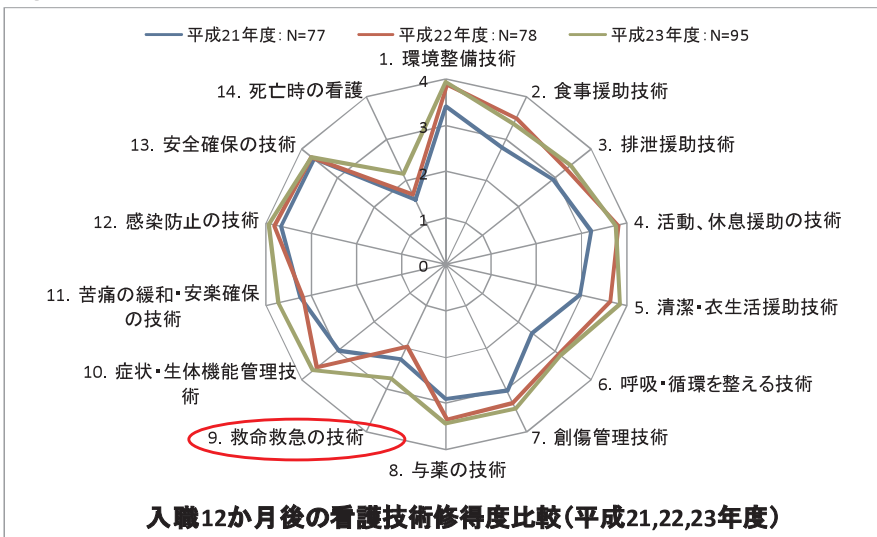 平成21年度：N=77 平成22年度：N=78 平成23年度：N=95
1. 環境整備技術
2. 食事援助技術
3. 排泄援助技術
4. 活動、休息援助の技術
5. 清潔・衣生活援助技術
6. 呼吸・循環を整える技術
7. 創傷管理技術
8. 与薬の技術
9. 救命救急の技術
10. 症状・生体機能管理技
術
11. 苦痛の緩和・安楽確保
の技術
12. 感染防止の技術
13. 安全確保の技術
14. 死亡時の看護
4
3
2
1
0
入職12か月後の看護技術修得度比較（平成21,22,23年度）